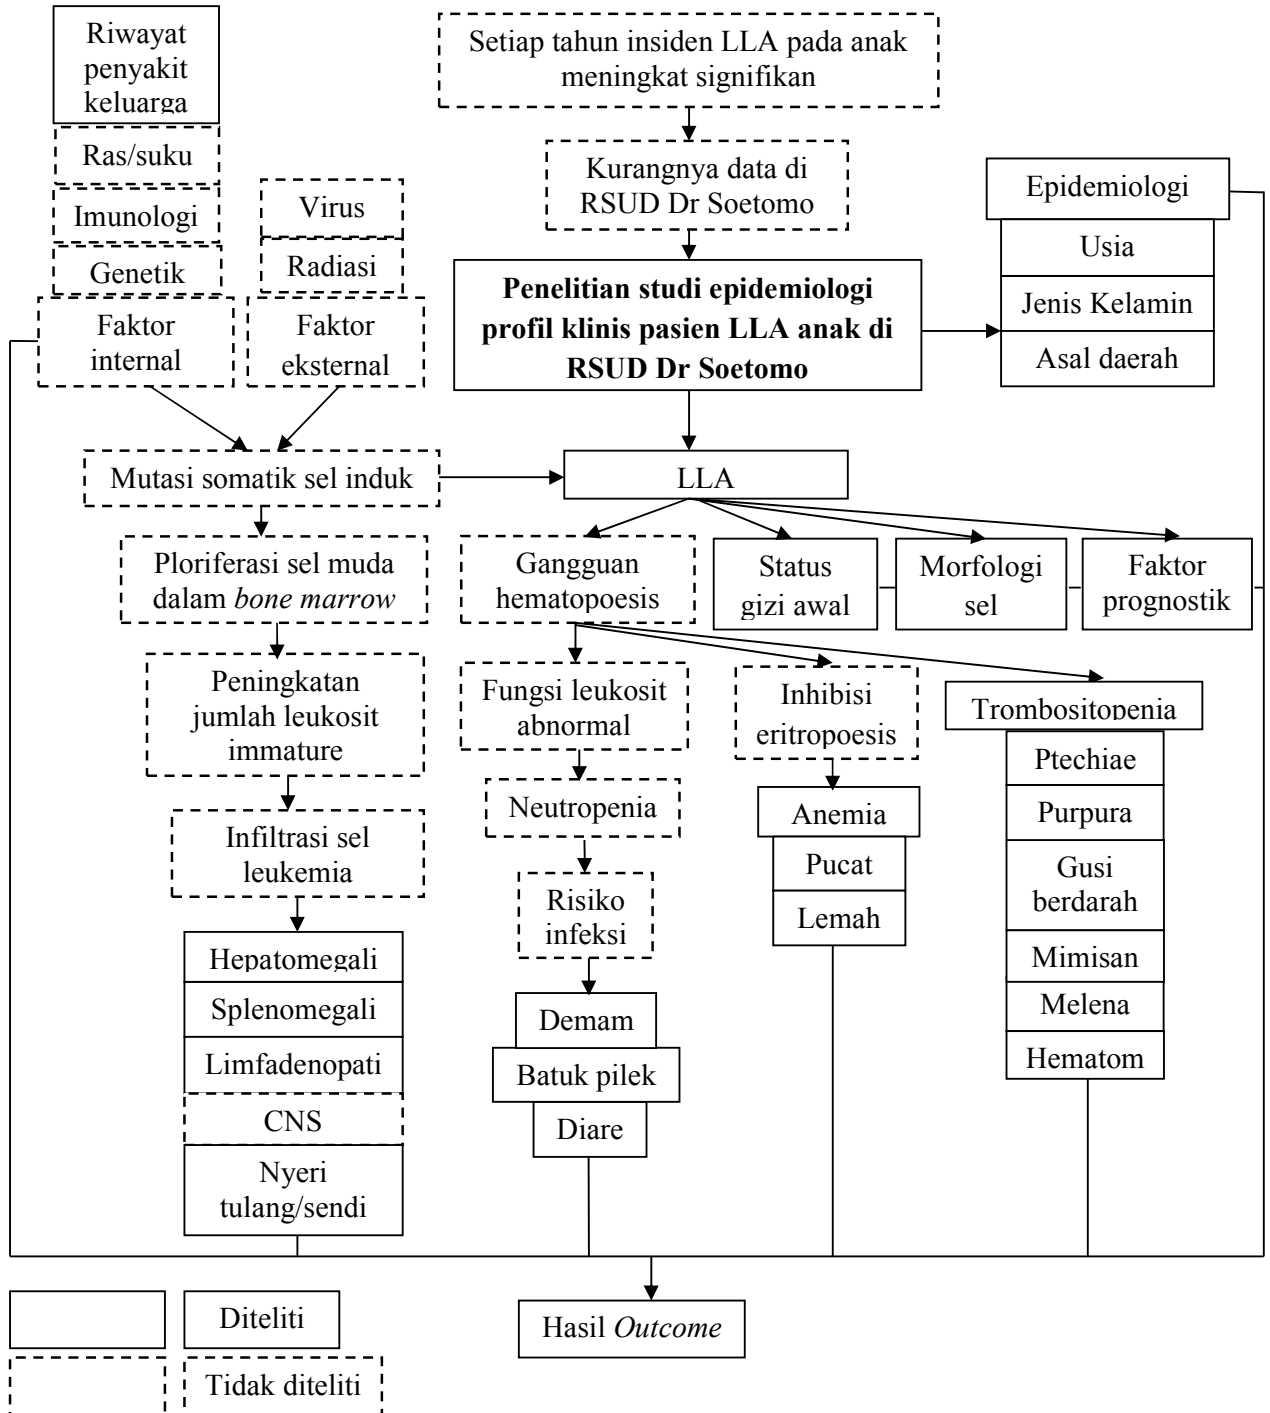 Riwayat
penyakit
keluarga
Ras/suku
Imunologi
Genetik
Faktor
internal
Virus
Radiasi
Faktor
eksternal
Setiap tahun insiden LLA pada anak
meningkat signifikan
Kurangnya data di
RSUD Dr Soetomo
Penelitian studi epidemiologi
profil klinis pasien LLA anak di
RSUD Dr Soetomo
Epidemiologi
Usia
Jenis Kelamin
Asal daerah
Mutasi somatik sel induk
LLA
Ploriferasi sel muda
dalam bone marrow
Gangguan
hematopoesis
Status
gizi awal
Morfologi
sel
Faktor
prognostik
Peningkatan
jumlah leukosit
immature
Infiltrasi sel
leukemia
Hepatomegali
Splenomegali
Limfadenopati
CNS
Nyeri
tulang/sendi
Fungsi leukosit
abnormal
Neutropenia
Risiko
infeksi
Demam
Batuk pilek
Diare
Inhibisi
eritropoesis
Anemia
Pucat
Lemah
Trombositopenia
Ptechiae
Purpura
Gusi
berdarah
Mimisan
Melena
Hematom
Hasil Outcome
Diteliti
Tidak diteliti